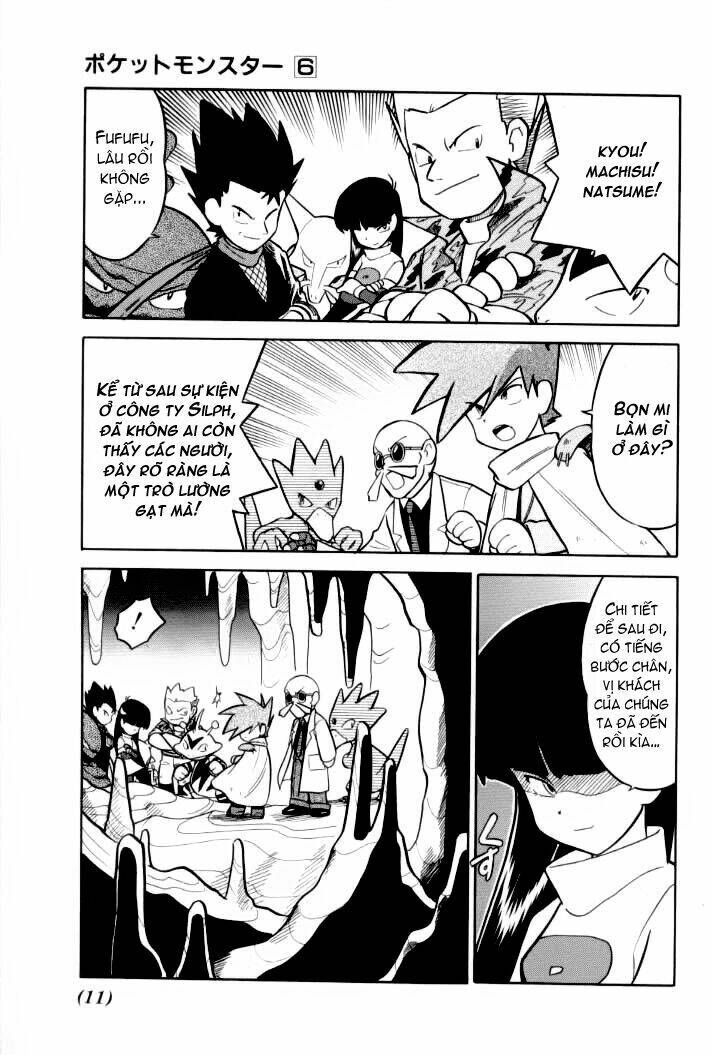 ポケットモンスター 6
KYOU!
MACHISU!
NATSUME!
FUFUFU,
LÂU RỒI
KHÔNG
GẶP...
BỌN MI
LÀM GÌ
Ở ĐÂY?
KỂ TỪ SAU SỰ KIỆN
Ở CÔNG TY SILPH,
ĐÃ KHÔNG AI CÒN
THẤY CÁC NGƯỜI,
ĐÂY RÕ RÀNG LÀ
MỘT TRÒ LƯỜNG
GẠT MÀ!
CHI TIẾT
ĐỂ SAU ĐI,
CÓ TIẾNG
BƯỚC CHÂN,
VỊ KHÁCH
CỦA CHÚNG
TA ĐÃ ĐẾN
RỒI KÌA...
くす
!
R
(11)